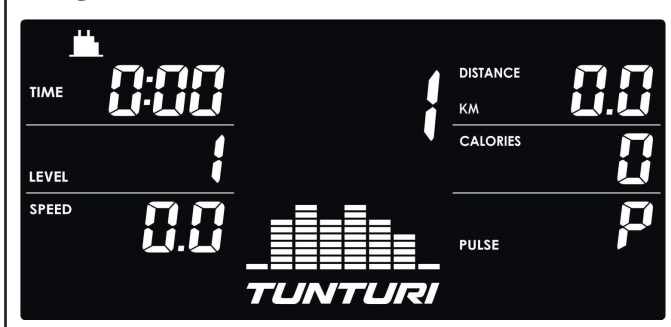 TIME 0:00
1
DISTANCE 0.0
KM
LEVEL 1
CALORIES 0
SPEED 0.0
PULSE P
TUNTURI